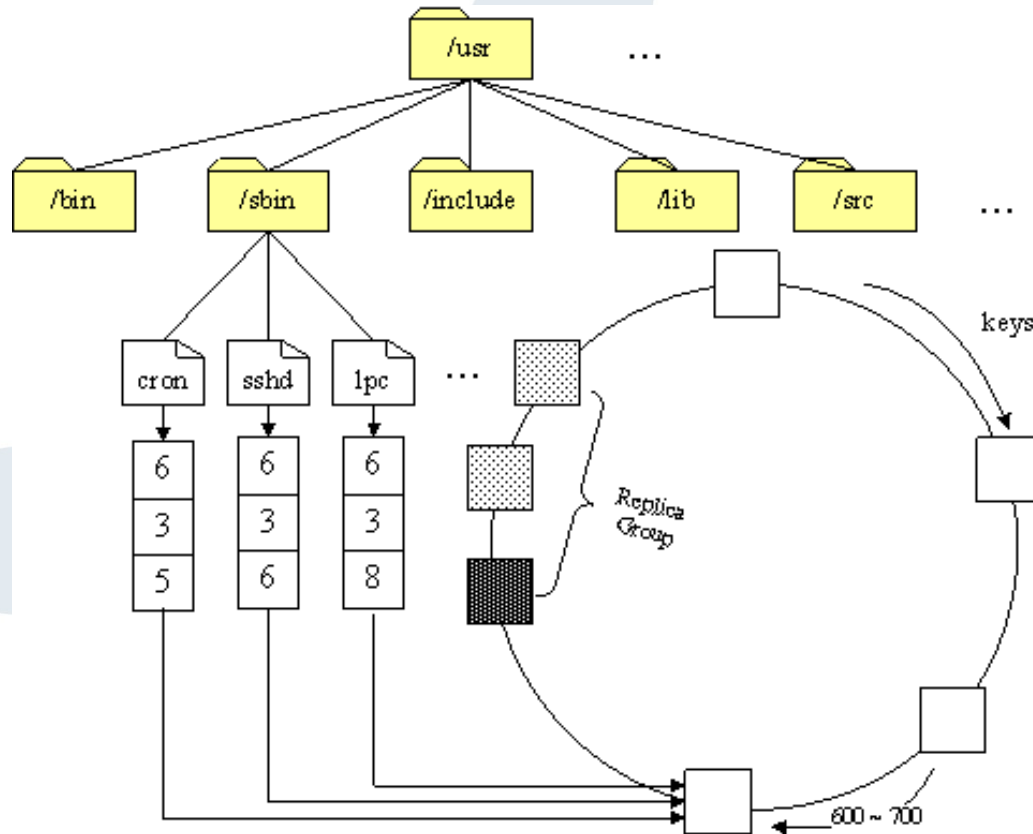 /usr
...
/bin
/sbin
/include
/lib
/src
...
keys
cron
sshd
lpc
...
6
6
6
3
3
3
5
6
8
Replica
Group
600 ~ 700